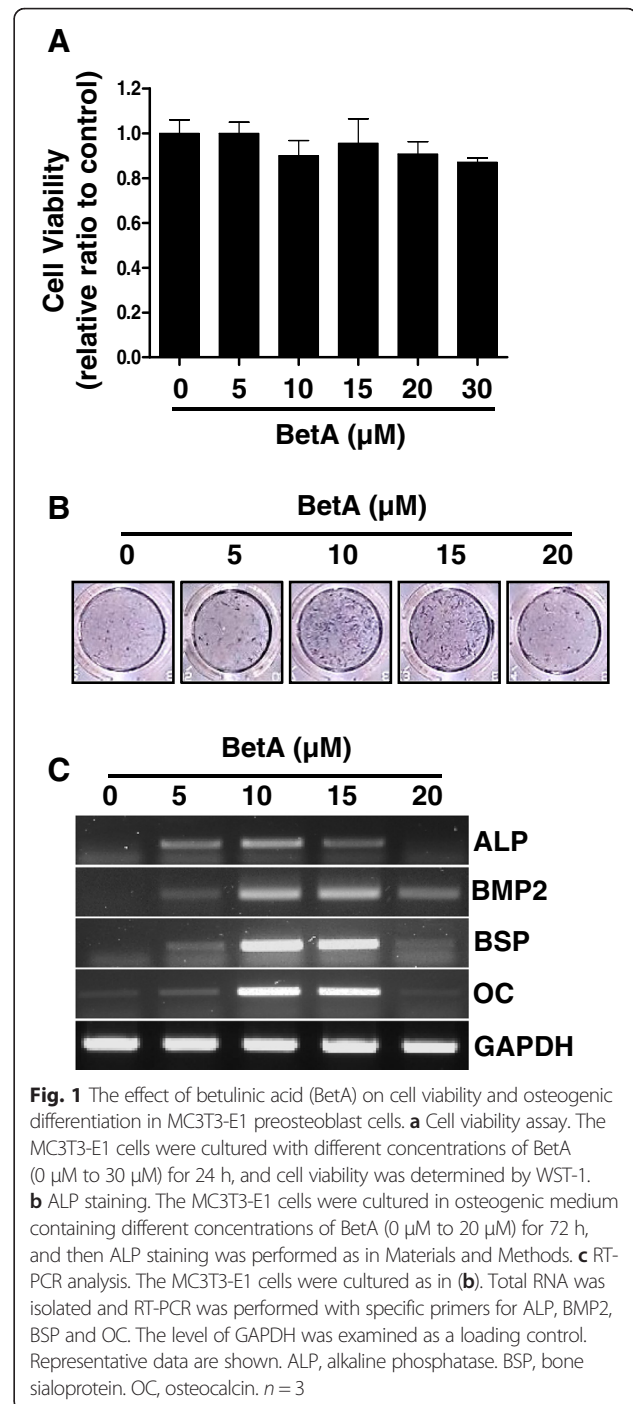 A
Cell Viability
(relative ratio to control)
1.2
1.0
0.8
0.6
0.4
0.2
0.0
0 5 10 15 20 30
BetA (µM)
B
BetA (µM)
0 5 10 15 20
C
BetA (µM)
0 5 10 15 20
ALP
BMP2
BSP
OC
GAPDH
Fig. 1 The effect of betulinic acid (BetA) on cell viability and osteogenic
differentiation in MC3T3-E1 preosteoblast cells. a Cell viability assay. The
MC3T3-E1 cells were cultured with different concentrations of BetA
(0 µM to 30 µM) for 24 h, and cell viability was determined by WST-1.
b ALP staining. The MC3T3-E1 cells were cultured in osteogenic medium
containing different concentrations of BetA (0 µM to 20 µM) for 72 h,
and then ALP staining was performed as in Materials and Methods. c RT-
PCR analysis. The MC3T3-E1 cells were cultured as in (b). Total RNA was
isolated and RT-PCR was performed with specific primers for ALP, BMP2,
BSP and OC. The level of GAPDH was examined as a loading control.
Representative data are shown. ALP, alkaline phosphatase. BSP, bone
sialoprotein. OC, osteocalcin. n = 3